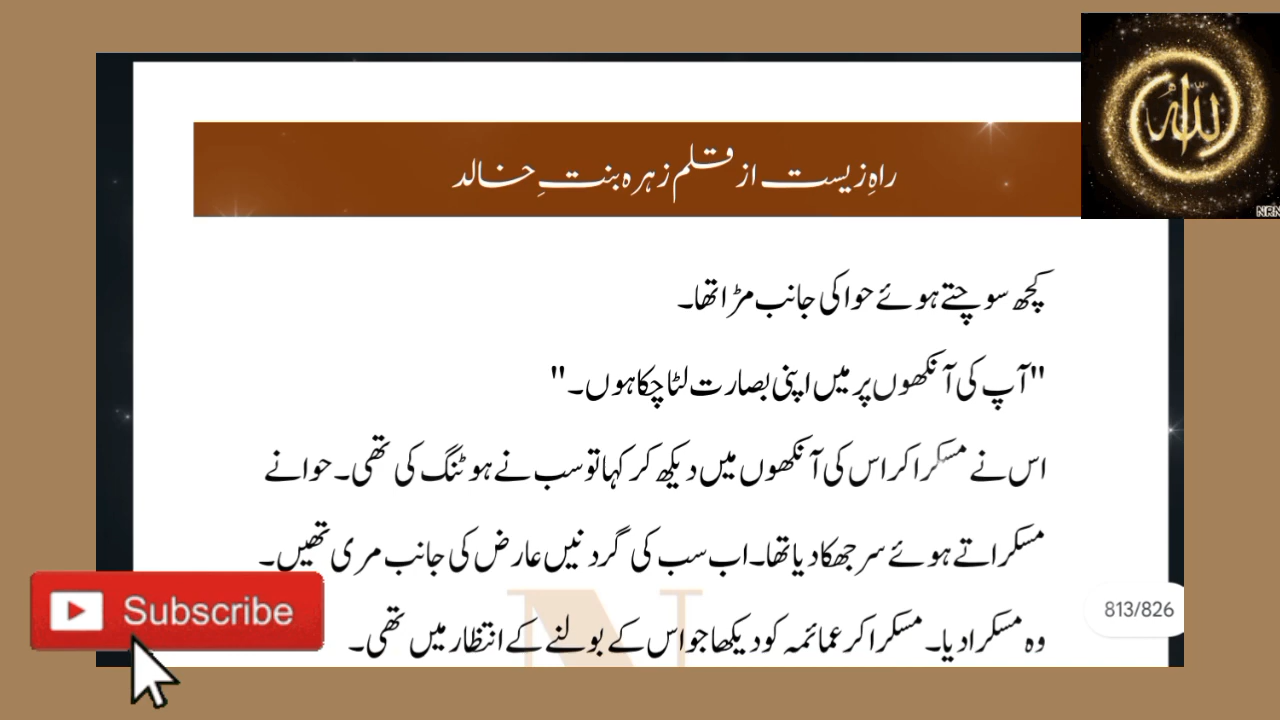 راہِ زیست از قلم زہرہ بنتِ خالد
کچھ سوچتے ہوئے حوا کی جانب مڑا تھا۔
"آپ کی آنکھوں پر میں اپنی بصارت لٹا چکا ہوں۔"
اس نے مسکرا کر اس کی آنکھوں میں دیکھ کر کہا تو سب نے ہوٹنگ کی تھی۔ حوا نے
مسکراتے ہوئے سر جھکا دیا تھا۔ اب سب کی گردنیں عارض کی جانب مری تھیں۔
وہ مسکرا دیا۔ مسکرا کر عمائمہ کو دیکھا جو اس کے بولنے کے انتظار میں تھی۔
اللہ
NRN
Subscribe
813/826
N